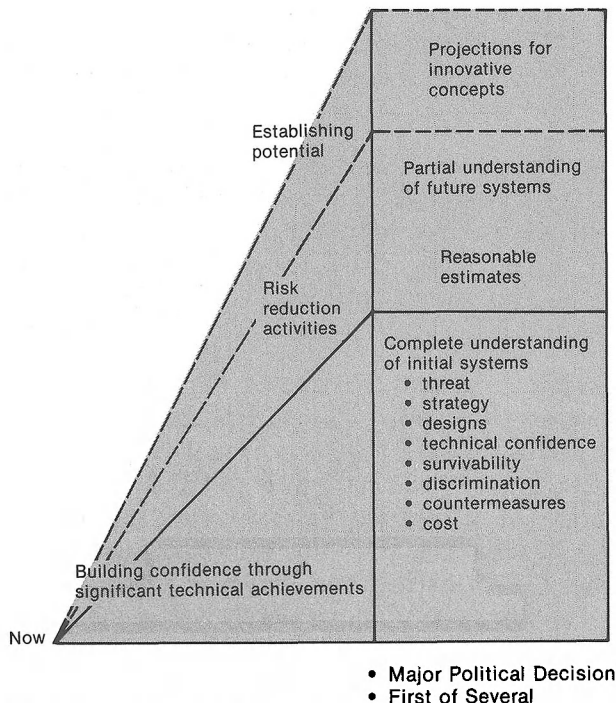 Projections for
innovative
concepts
Establishing
potential
Partial understanding
of future systems
Reasonable
estimates
Risk
reduction
activities
Complete understanding
of initial systems
• threat
• strategy
• designs
• technical confidence
• survivability
• discrimination
• countermeasures
• cost
Building confidence through
significant technical achievements
Now
• Major Political Decision
• First of Several